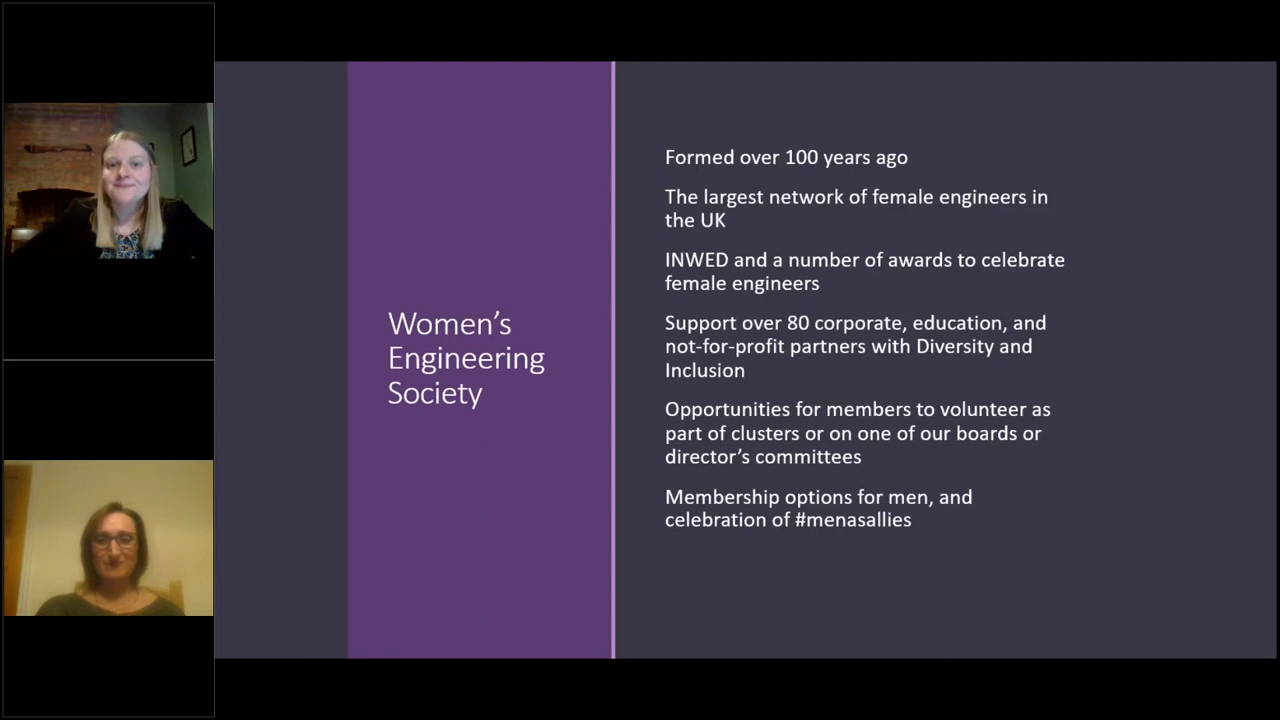 Women’s
Engineering
Society
Formed over 100 years ago
The largest network of female engineers in
the UK
INWED and a number of awards to celebrate
female engineers
Support over 80 corporate, education, and
not-for-profit partners with Diversity and
Inclusion
Opportunities for members to volunteer as
part of clusters or on one of our boards or
director’s committees
Membership options for men, and
celebration of #menasallies